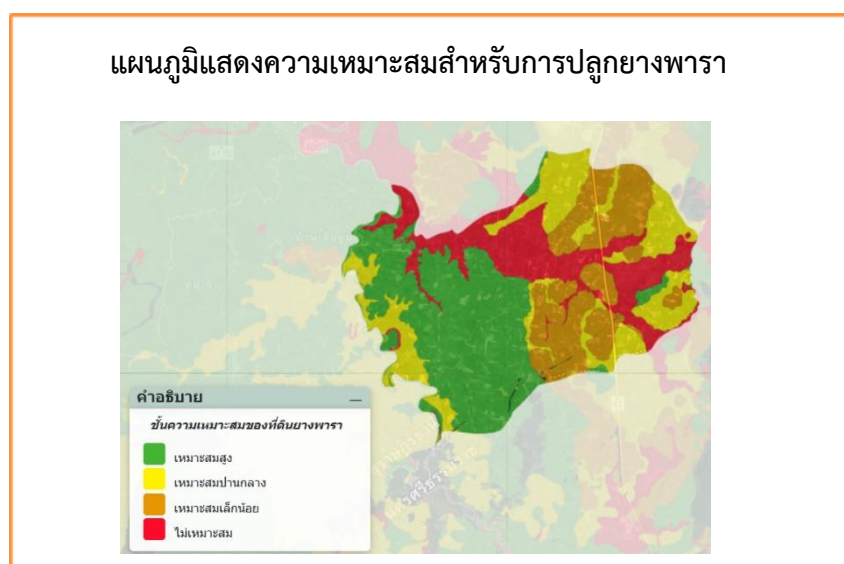 แผนภูมิแสดงความเหมาะสมสำหรับการปลูกยางพารา
คำอธิบาย
ชั้นความเหมาะสมของที่ดินยางพารา
เหมาะสมสูง
เหมาะสมปานกลาง
เหมาะสมเล็กน้อย
ไม่เหมาะสม